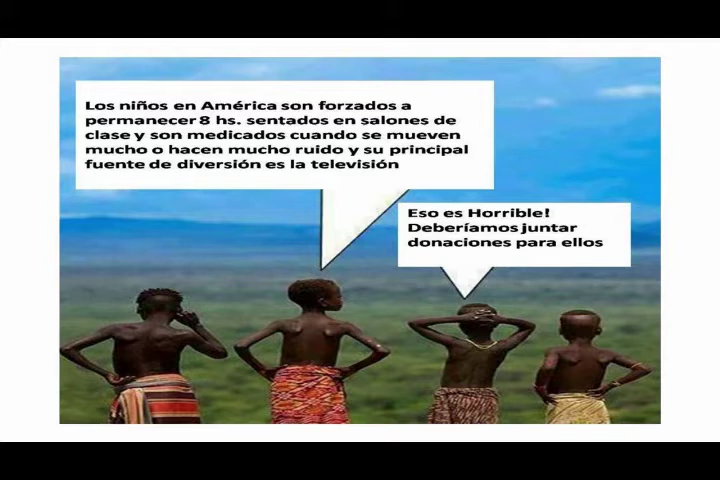 Los niños en América son forzados a
permanecer 8 hs. sentados en salones de
clase y son medicados cuando se mueven
mucho o hacen mucho ruido y su principal
fuente de diversión es la televisión
Eso es Horrible!
Deberíamos juntar
donaciones para ellos